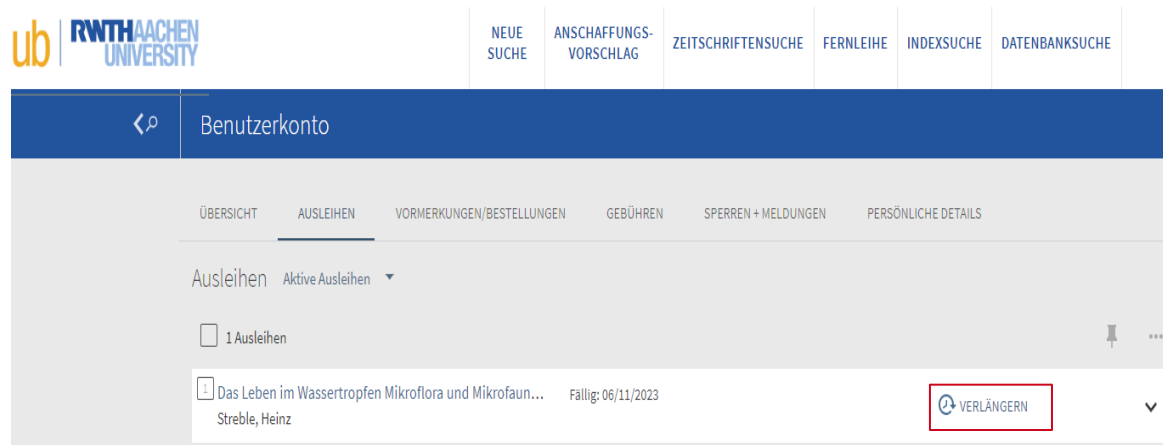 ub RWTHAACHEN
UNIVERSITY
NEUE
SUCHE
ANSCHAFFUNGS-
VORSCHLAG
ZEITSCHRIFTENSUCHE
FERNLEIHE
INDEXSUCHE
DATENBANKSUCHE
Benutzerkonto
ÜBERSICHT AUSLEIHEN VORMERKUNGEN/BESTELLUNGEN GEBÜHREN SPERREN + MELDUNGEN PERSÖNLICHE DETAILS
Ausleihen Aktive Ausleihen
1 Ausleihen
1 Das Leben im Wassertropfen Mikroflora und Mikrofaun... Fällig: 06/11/2023 VERLÄNGERN
Streble, Heinz